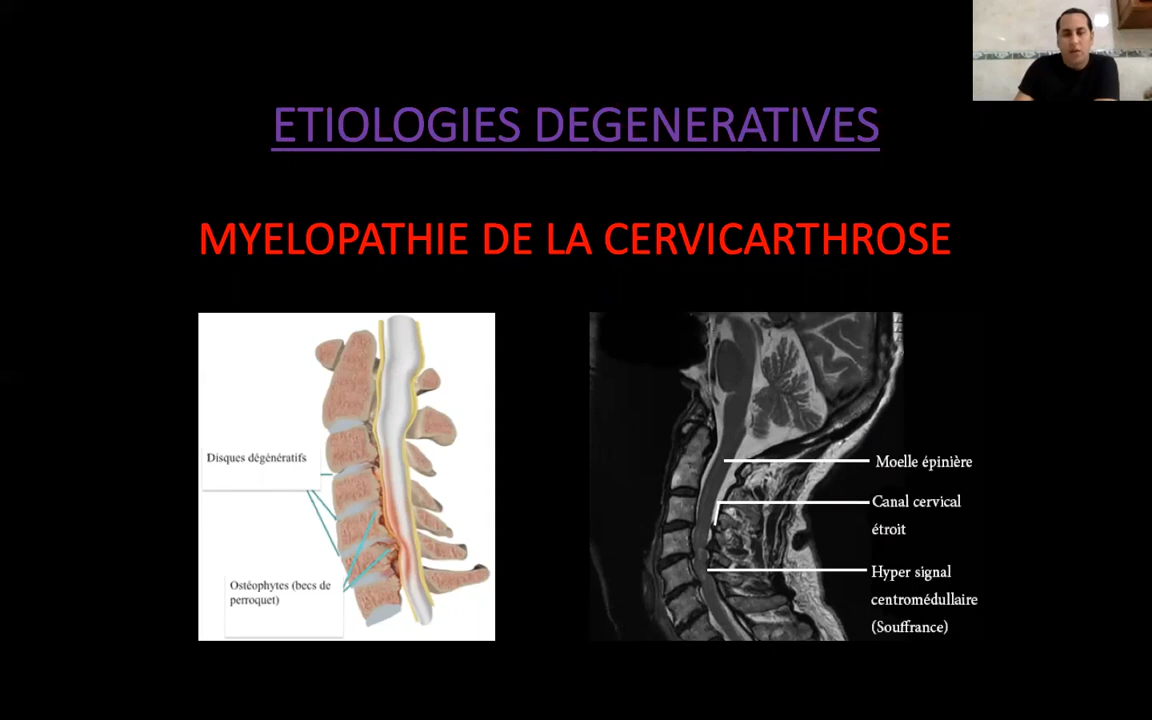 ETIOLOGIES DEGENERATIVES
MYELOPATHIE DE LA CERVICARTHROSE
Disques dégénératifs
Ostéophytes (becs de
perroquet)
Moelle épinière
Canal cervical
étroit
Hyper signal
centromédullaire
(Souffrance)